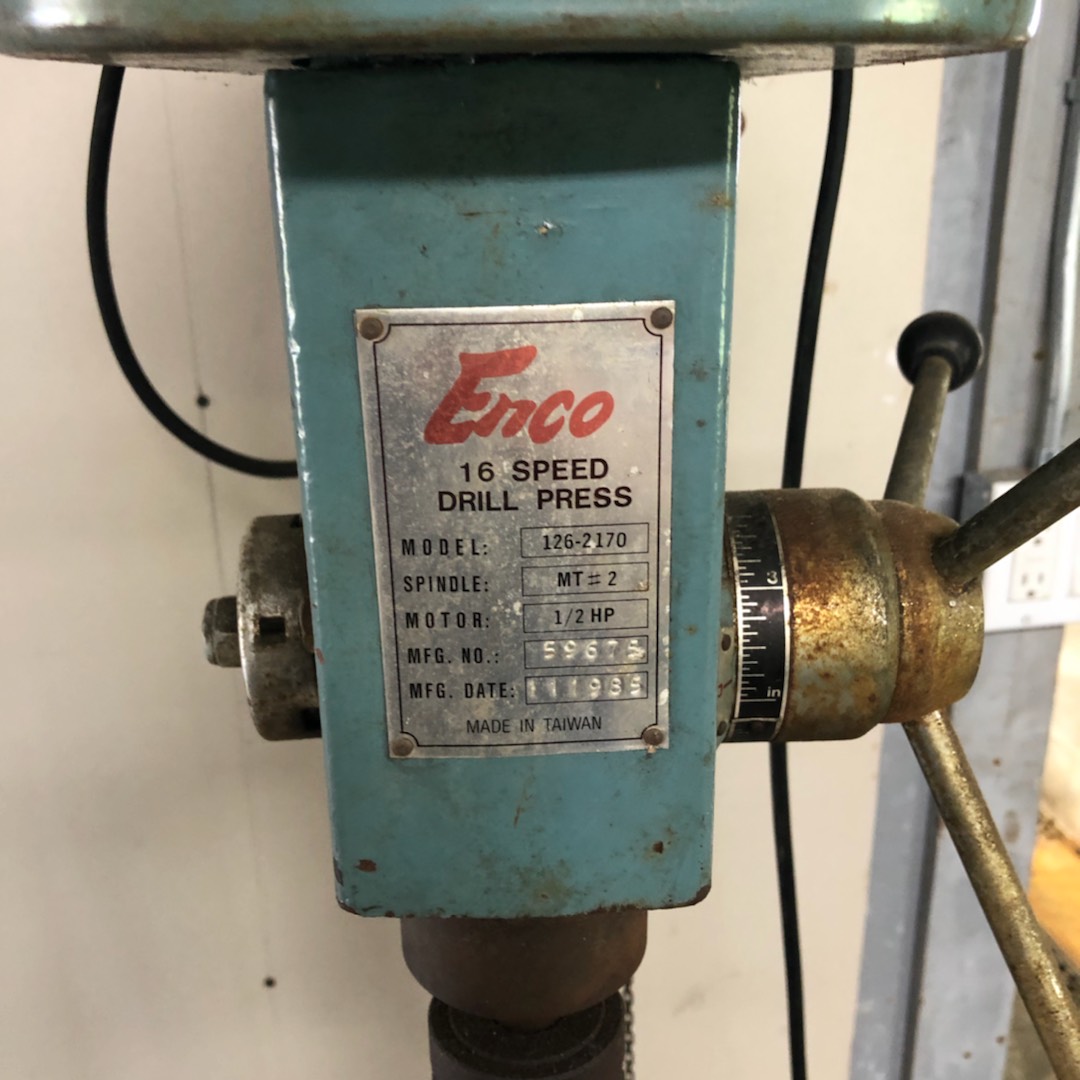 Enco
16 SPEED
DRILL PRESS
MODEL: 126-2170
SPINDLE: MT # 2
MOTOR: 1/2 HP
MFG. NO.: 59675
MFG. DATE: 111985
MADE IN TAIWAN
3
in